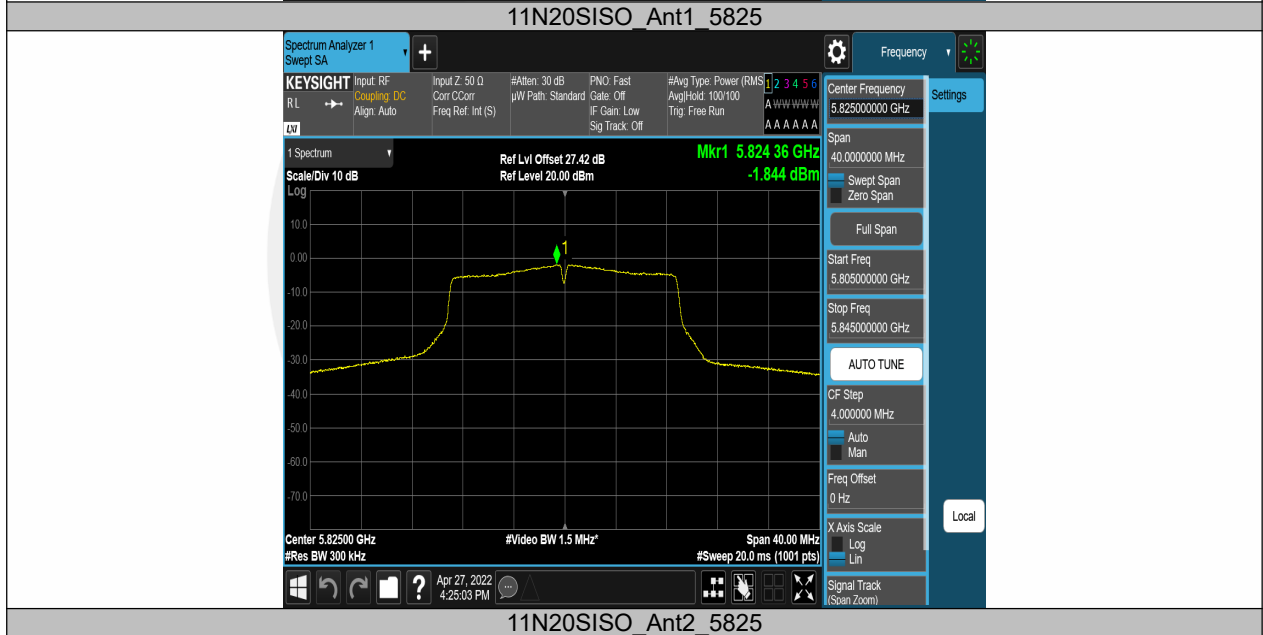 11N20SISO_Ant1_5825
Spectrum Analyzer 1
Swept SA
Frequency
KEYSIGHT
RL
LXI
Input: RF
Coupling: DC
Align: Auto
Input Z: 50 Ω
Corr CCorr
Freq Ref: Int (S)
#Atten: 30 dB
µW Path: Standard
PNO: Fast
Gate: Off
IF Gain: Low
Sig Track: Off
#Avg Type: Power (RMS
Avg|Hold: 100/100
Trig: Free Run
1 2 3 4 5 6
A W W W W W
A A A A A A
Center Frequency
5.825000000 GHz
Settings
Span
40.0000000 MHz
Swept Span
Zero Span
Full Span
Start Freq
5.805000000 GHz
Stop Freq
5.845000000 GHz
AUTO TUNE
CF Step
4.000000 MHz
Auto
Man
Freq Offset
0 Hz
X Axis Scale
Log
Lin
Signal Track
(Span Zoom)
Local
1 Spectrum
Scale/Div 10 dB
Log
Ref Lvl Offset 27.42 dB
Ref Level 20.00 dBm
Mkr1 5.824 36 GHz
-1.844 dBm
10.0
0.00
-10.0
-20.0
-30.0
-40.0
-50.0
-60.0
-70.0
1
Center 5.82500 GHz
#Res BW 300 kHz
#Video BW 1.5 MHz*
Span 40.00 MHz
#Sweep 20.0 ms (1001 pts)
?
Apr 27, 2022
4:25:03 PM
11N20SISO_Ant2_5825